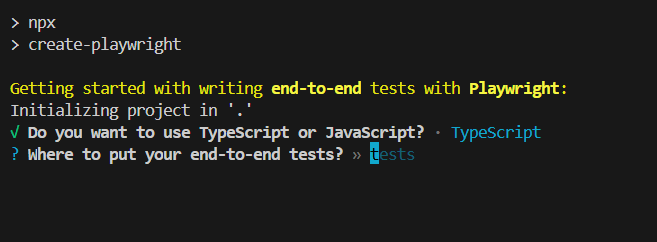 > npx
> create-playwright
Getting started with writing end-to-end tests with Playwright:
Initializing project in '.'
√ Do you want to use TypeScript or JavaScript? · TypeScript
? Where to put your end-to-end tests? » tests